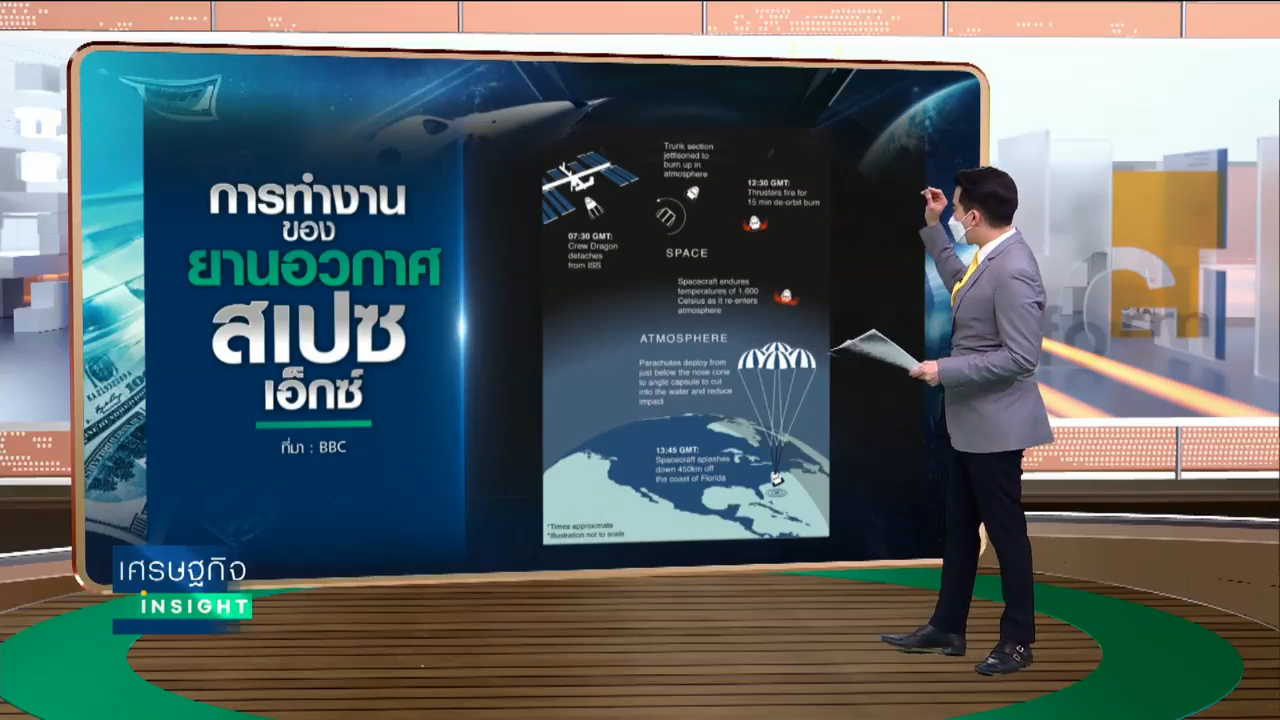 การทำงาน
ของ
ยานอวกาศ
สเปซ
เอ็กซ์
ที่มา : BBC
Trunk section
jettisoned to
burn up in
atmosphere
12:30 GMT:
Thrusters fire for
15 min de-orbit burn
07:30 GMT:
Crew Dragon
detaches
from ISS
SPACE
Spacecraft endures
temperatures of 1,600
Celsius as it re-enters
atmosphere
ATMOSPHERE
Parachutes deploy from
just below the nose cone
to angle capsule to cut
into the water and reduce
impact
13:45 GMT:
Spacecraft splashes
down 450km off
the coast of Florida
*Times approximate
*Illustration not to scale
เศรษฐกิจ
INSIGHT